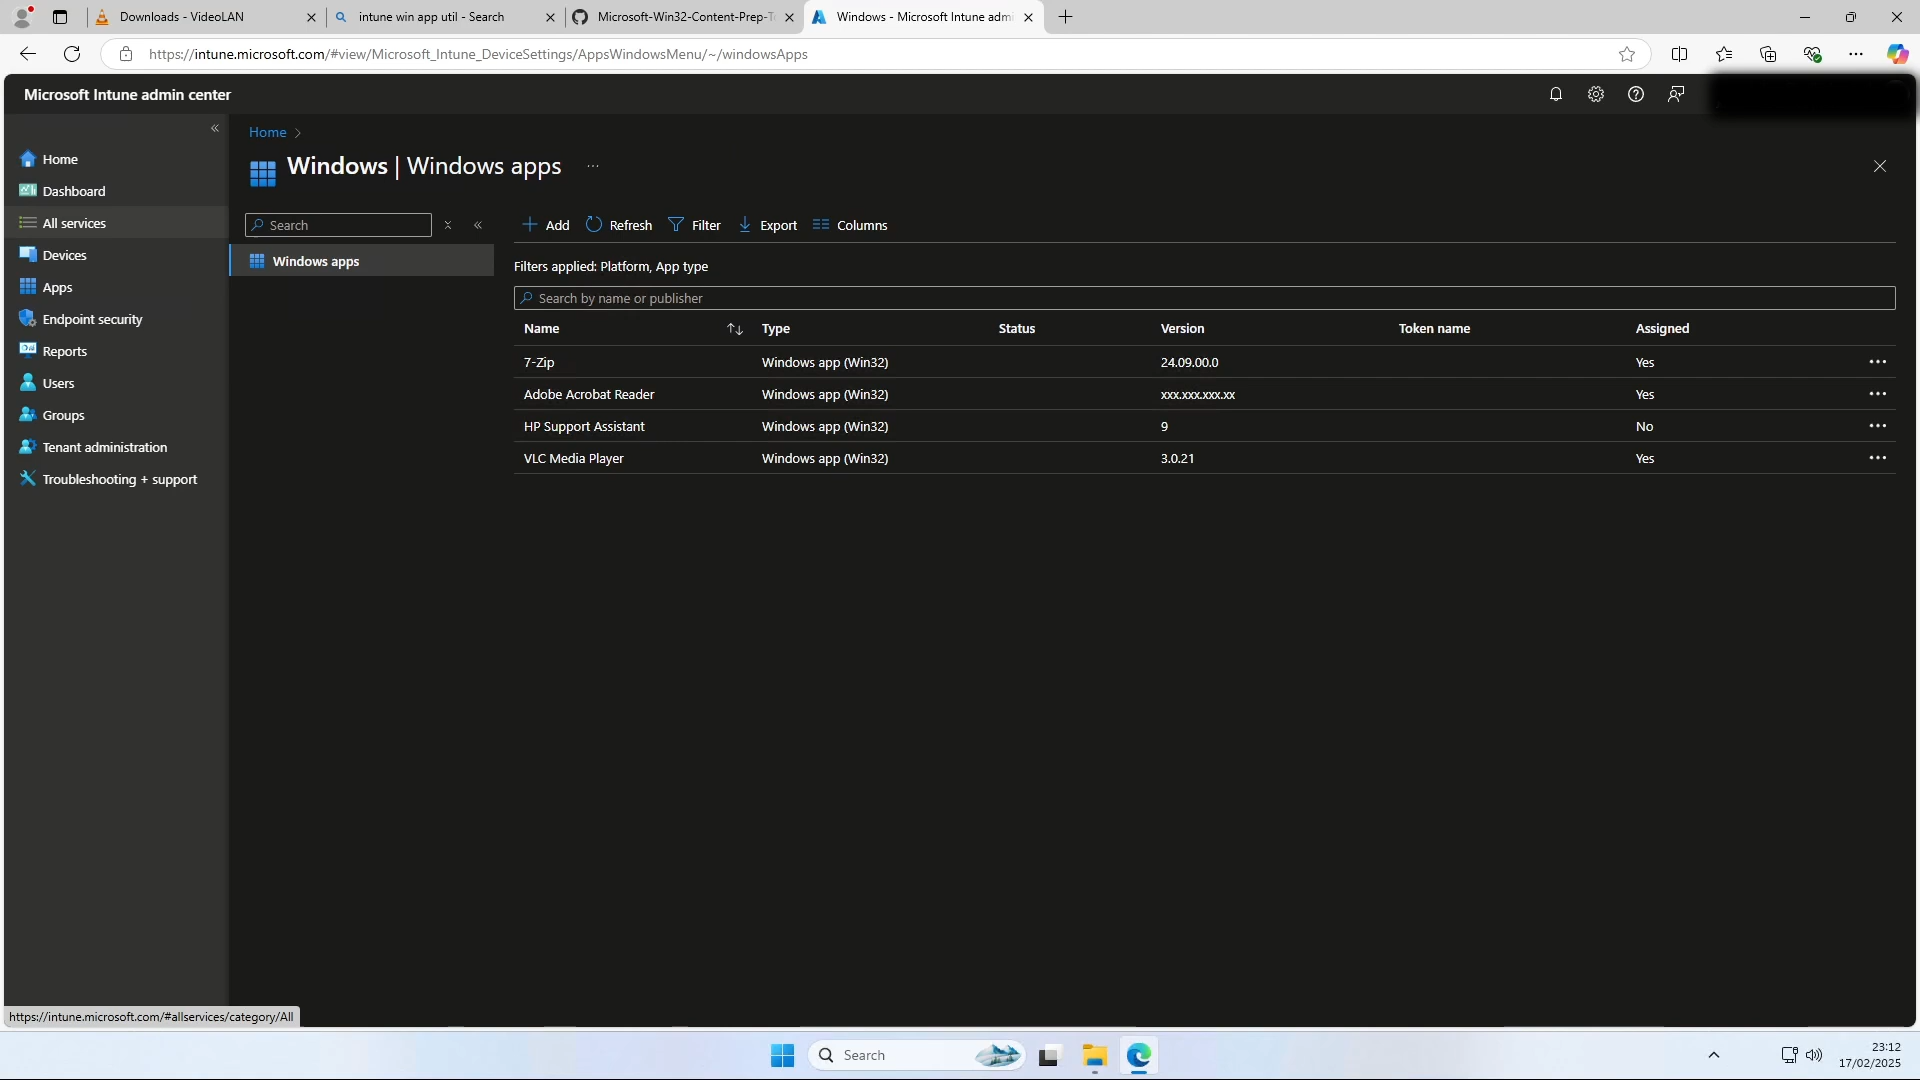 Downloads - VideoLAN
intune win app util - Search
Microsoft-Win32-Content-Prep-T
Windows - Microsoft Intune admi
https://intune.microsoft.com/#view/Microsoft_Intune_DeviceSettings/AppsWindowsMenu/~/windowsApps
Microsoft Intune admin center
Home
Dashboard
All services
Devices
Apps
Endpoint security
Reports
Users
Groups
Tenant administration
Troubleshooting + support
Home >
Windows | Windows apps ...
Search
Windows apps
Add Refresh Filter Export Columns
Filters applied: Platform, App type
Search by name or publisher
Name Type Status Version Token name Assigned
7-Zip Windows app (Win32) 24.09.00.0 Yes
Adobe Acrobat Reader Windows app (Win32) xxx.xxx.xxx.xx Yes
HP Support Assistant Windows app (Win32) 9 No
VLC Media Player Windows app (Win32) 3.0.21 Yes
https://intune.microsoft.com/#allservices/category/All
Search
23:12
17/02/2025